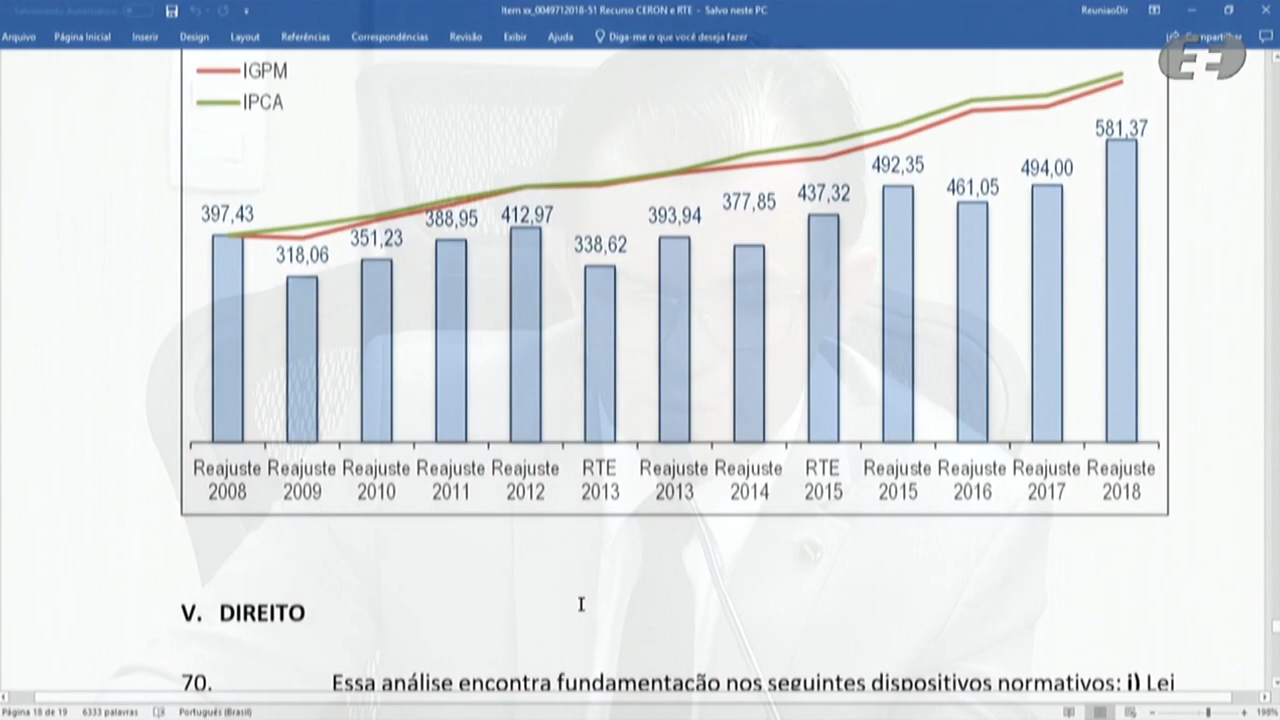 Item xx_0049712018-51 Recurso CERON e RTE - Salvo neste PC
ReuniaoDir
Arquivo Página Inicial Inserir Design Layout Referências Correspondências Revisão Exibir Ajuda Diga-me o que você deseja fazer Compartilhar
IGPM
IPCA
397,43 318,06 351,23 388,95 412,97 338,62 393,94 377,85 437,32 492,35 461,05 494,00 581,37
Reajuste Reajuste Reajuste Reajuste Reajuste RTE Reajuste Reajuste RTE Reajuste Reajuste Reajuste Reajuste
2008 2009 2010 2011 2012 2013 2013 2014 2015 2015 2016 2017 2018
V. DIREITO
70. Essa análise encontra fundamentação nos seguintes dispositivos normativos: i) Lei
Página 18 de 19 6333 palavras Português (Brasil) 198%